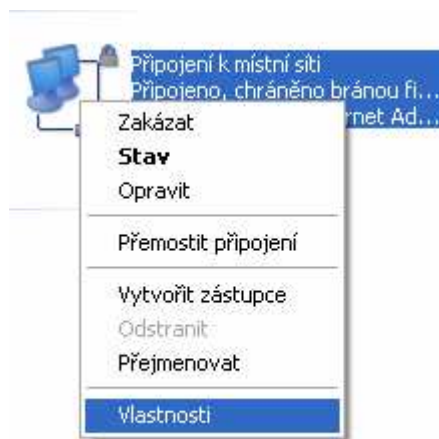 Připojení k místní síti
Připojeno, chráněno bránou fi...
rnet Ad...
Zakázat
Stav
Opravit
Přemostit připojení
Vytvořit zástupce
Odstranit
Přejmenovat
Vlastnosti